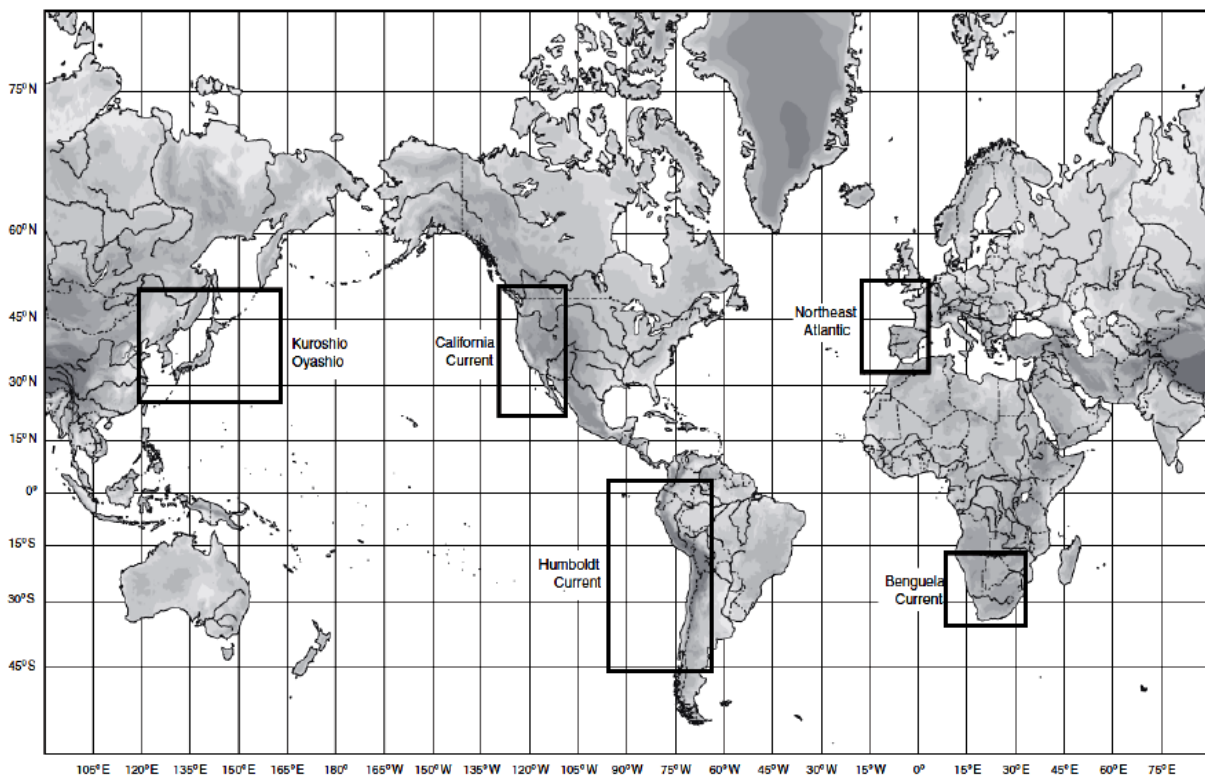 75°N
60°N
45°N
30°N
15°N
0°
15°S
30°S
45°S
Kuroshio
Oyashio
California
Current
Northeast
Atlantic
Humboldt
Current
Benguela
Current
105°E 120°E 135°E 150°E 165°E 180° 165°W 150°W 135°W 120°W 105°W 90°W 75°W 60°W 45°W 30°W 15°W 0° 15°E 30°E 45°E 60°E 75°E